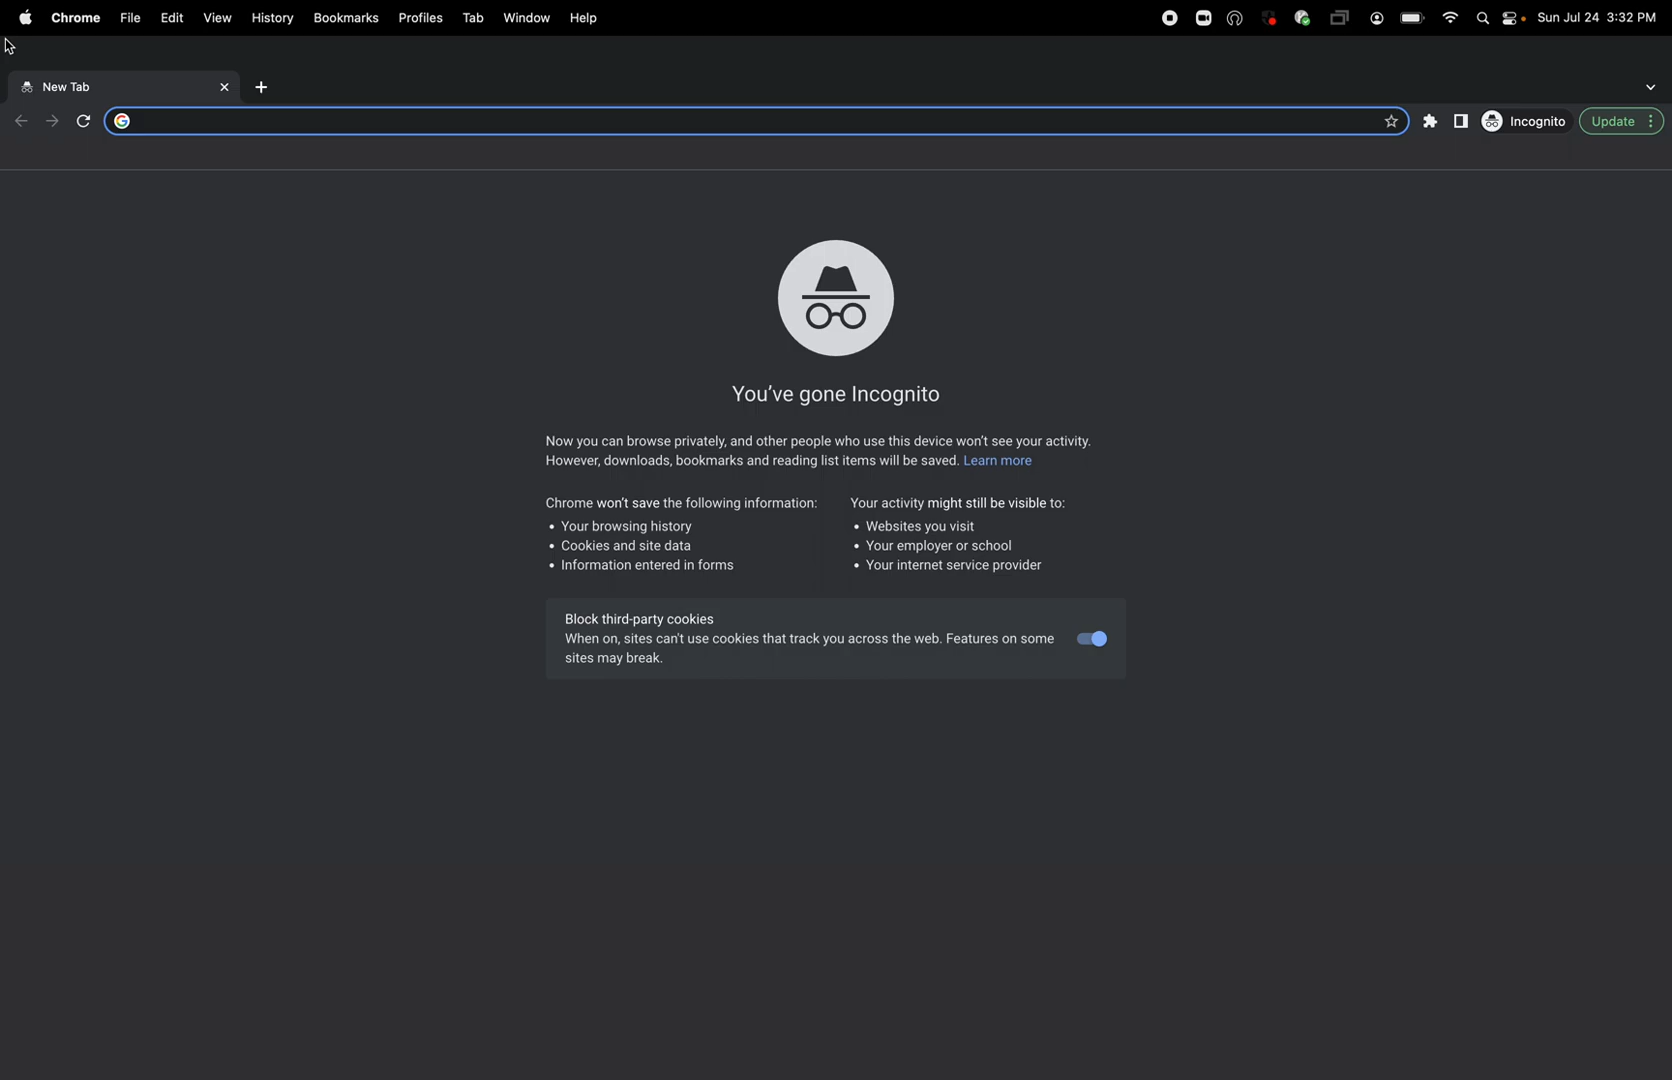 Chrome File Edit View History Bookmarks Profiles Tab Window Help Sun Jul 24 3:32 PM
New Tab
Incognito Update
You've gone Incognito
Now you can browse privately, and other people who use this device won't see your activity.
However, downloads, bookmarks and reading list items will be saved. Learn more
Chrome won't save the following information:
• Your browsing history
• Cookies and site data
• Information entered in forms
Your activity might still be visible to:
• Websites you visit
• Your employer or school
• Your internet service provider
Block third-party cookies
When on, sites can't use cookies that track you across the web. Features on some
sites may break.